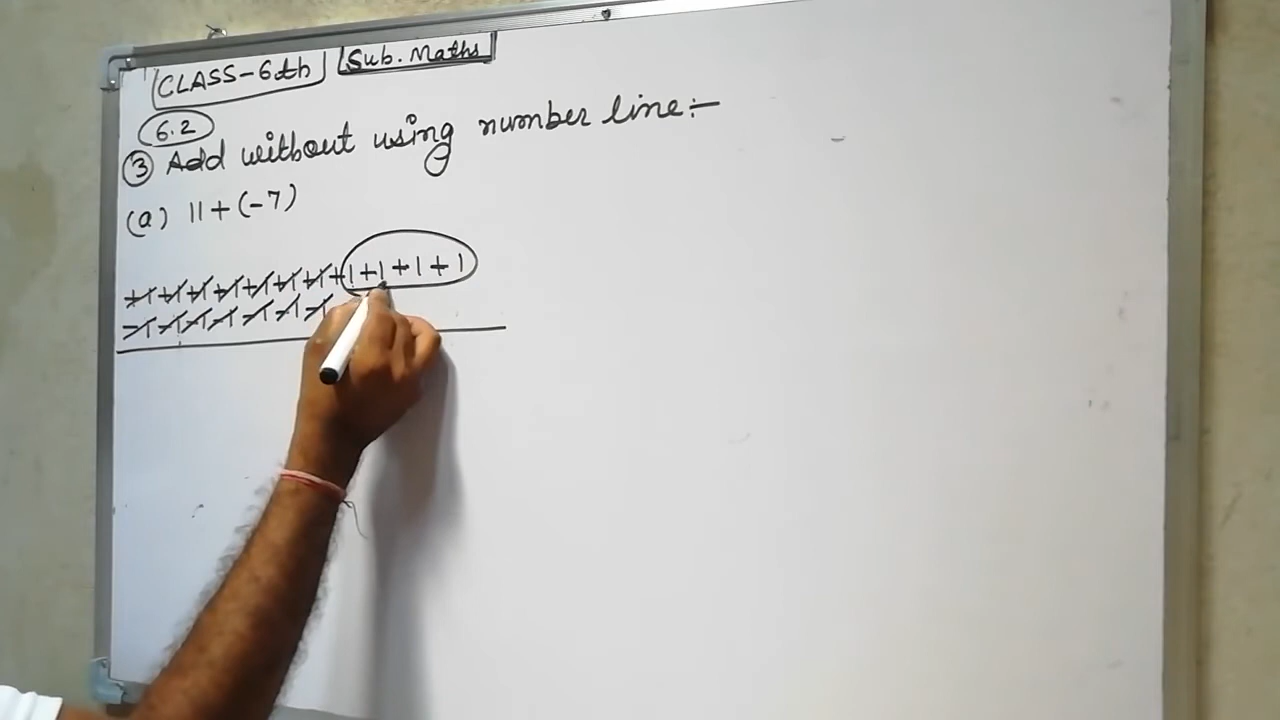 CLASS-6th Sub. Maths
6.2
③ Add without using number line:-
(a) 11+(-7)
+1 +1 +1 +1 +1 +1 +1 +1 +1 +1 +1
-1 -1 -1 -1 -1 -1 -1